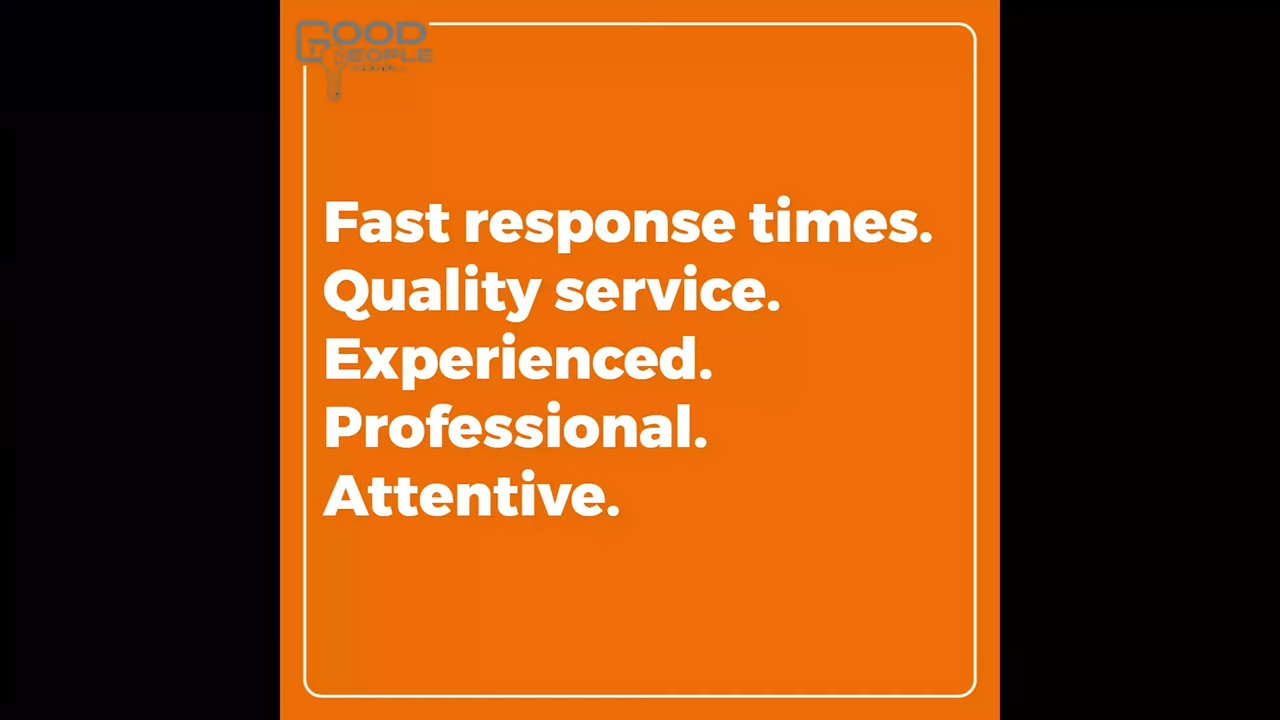 GOOD
PEOPLE
Fast response times.
Quality service.
Experienced.
Professional.
Attentive.